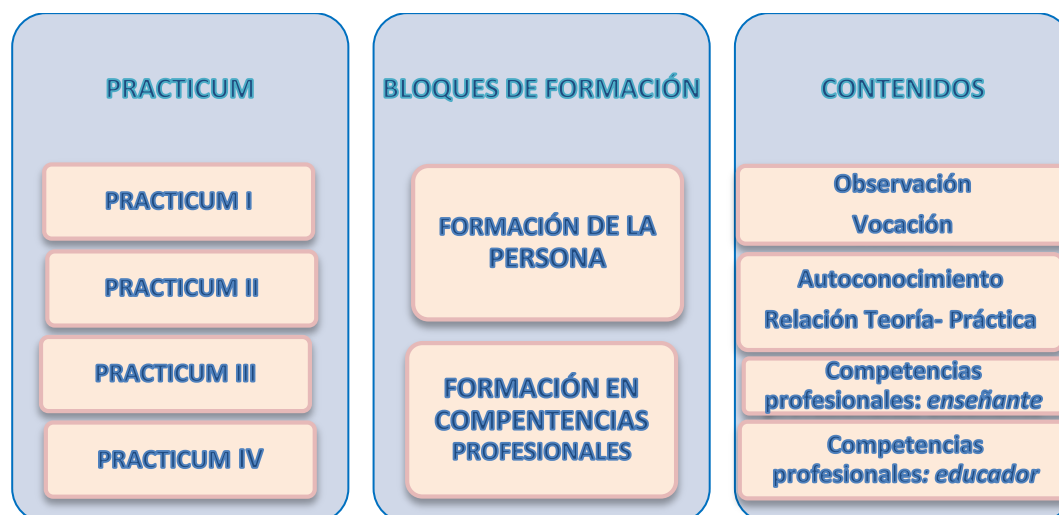 PRACTICUM
PRACTICUM I
PRACTICUM II
PRACTICUM III
PRACTICUM IV
BLOQUES DE FORMACIÓN
FORMACIÓN DE LA
PERSONA
FORMACIÓN EN
COMPENTENCIAS
PROFESIONALES
CONTENIDOS
Observación
Vocación
Autoconocimiento
Relación Teoría- Práctica
Competencias
profesionales: enseñante
Competencias
profesionales: educador